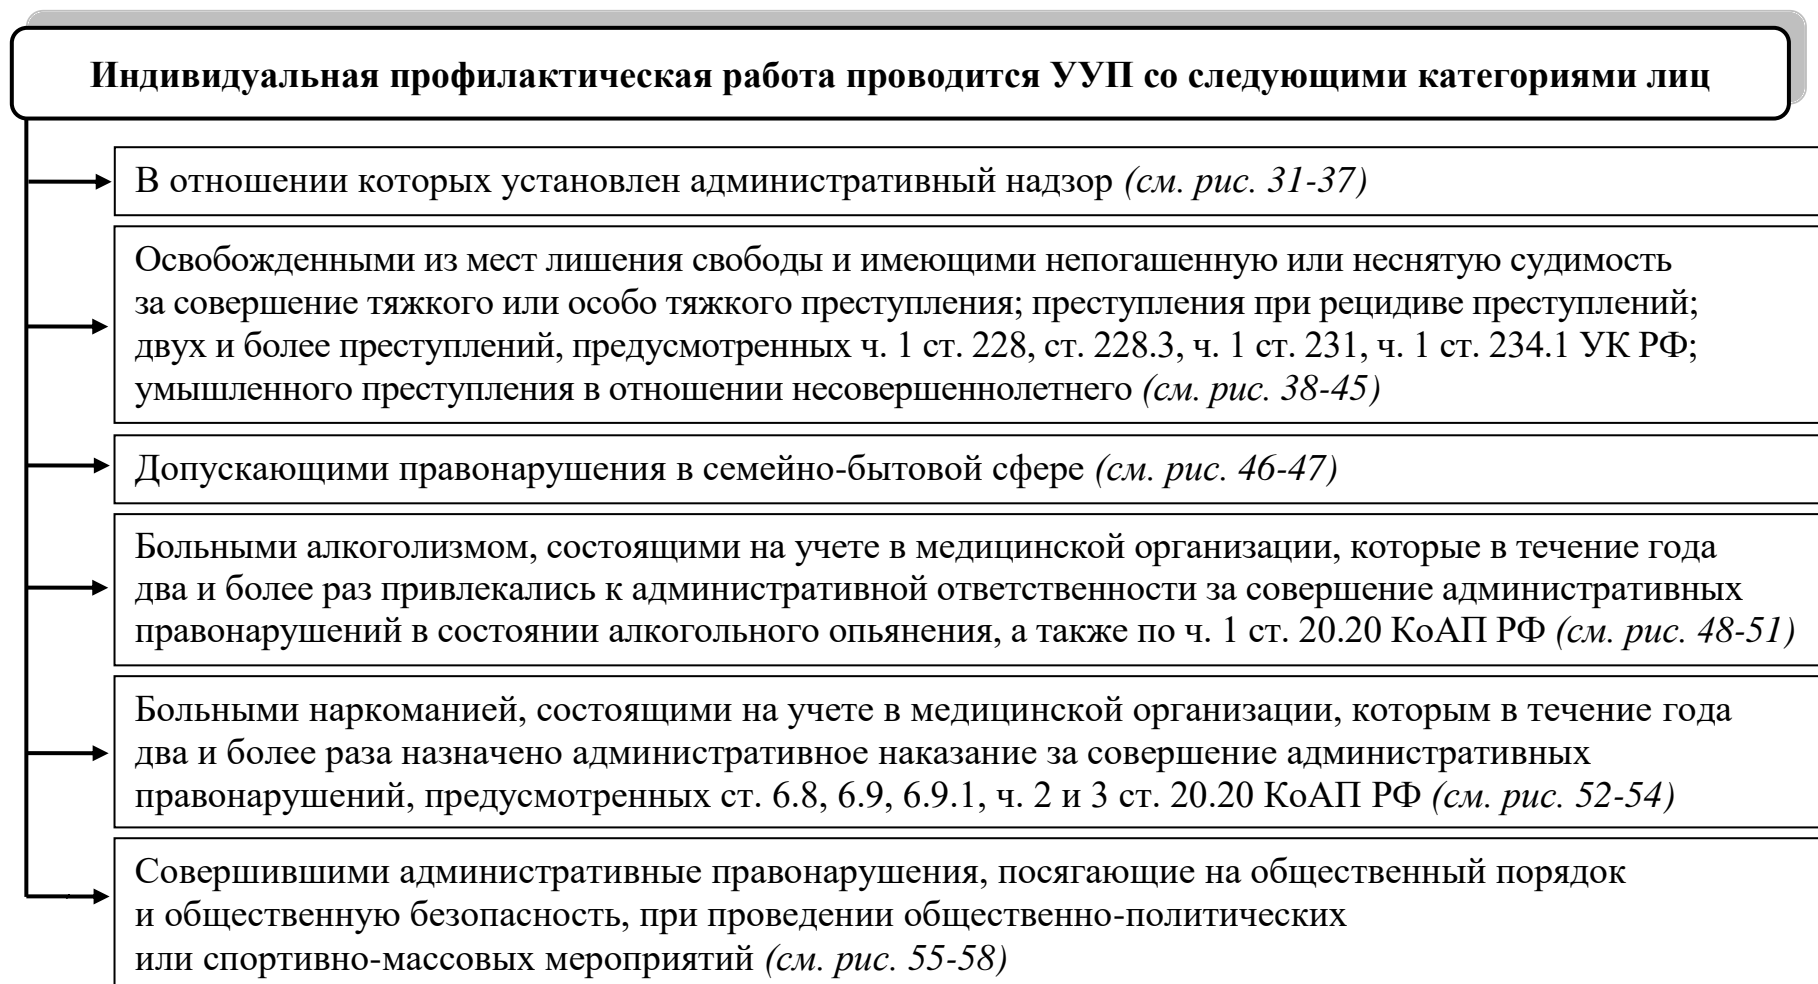 Индивидуальная профилактическая работа проводится УУП со следующими категориями лиц
В отношении которых установлен административный надзор (см. рис. 31-37)
Освобожденными из мест лишения свободы и имеющими непогашенную или неснятую судимость
за совершение тяжкого или особо тяжкого преступления; преступления при рецидиве преступлений;
двух и более преступлений, предусмотренных ч. 1 ст. 228, ст. 228.3, ч. 1 ст. 231, ч. 1 ст. 234.1 УК РФ;
умышленного преступления в отношении несовершеннолетнего (см. рис. 38-45)
Допускающими правонарушения в семейно-бытовой сфере (см. рис. 46-47)
Больными алкоголизмом, состоящими на учете в медицинской организации, которые в течение года
два и более раз привлекались к административной ответственности за совершение административных
правонарушений в состоянии алкогольного опьянения, а также по ч. 1 ст. 20.20 КоАП РФ (см. рис. 48-51)
Больными наркоманией, состоящими на учете в медицинской организации, которым в течение года
два и более раза назначено административное наказание за совершение административных
правонарушений, предусмотренных ст. 6.8, 6.9, 6.9.1, ч. 2 и 3 ст. 20.20 КоАП РФ (см. рис. 52-54)
Совершившими административные правонарушения, посягающие на общественный порядок
и общественную безопасность, при проведении общественно-политических
или спортивно-массовых мероприятий (см. рис. 55-58)